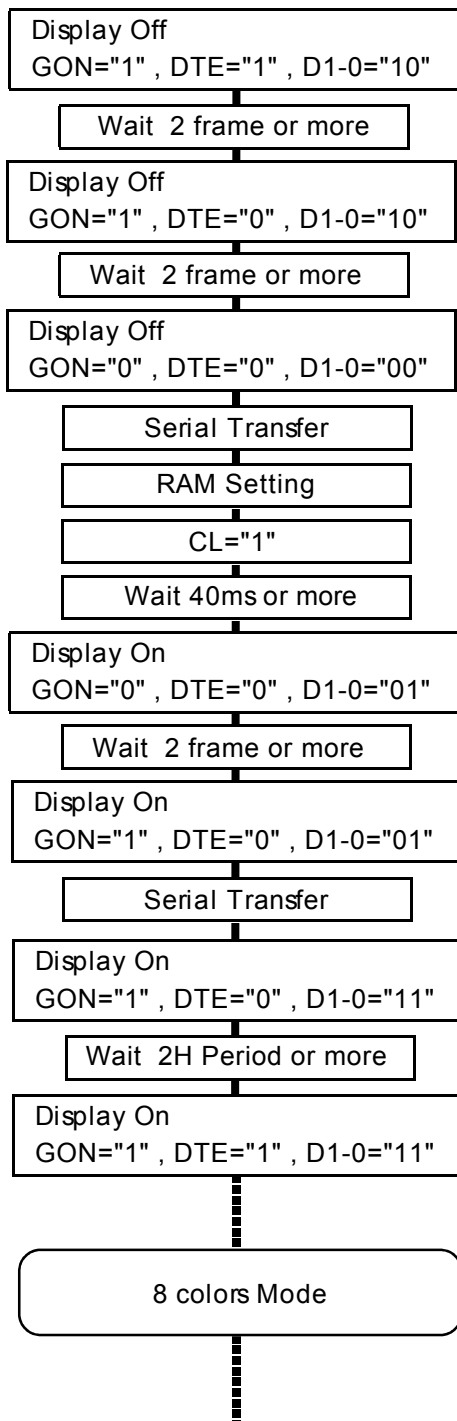 Display Off
GON="1" , DTE="1" , D1-0="10"
Wait 2 frame or more
Display Off
GON="1" , DTE="0" , D1-0="10"
Wait 2 frame or more
Display Off
GON="0" , DTE="0" , D1-0="00"
Serial Transfer
RAM Setting
CL="1"
Wait 40ms or more
Display On
GON="0" , DTE="0" , D1-0="01"
Wait 2 frame or more
Display On
GON="1" , DTE="0" , D1-0="01"
Serial Transfer
Display On
GON="1" , DTE="0" , D1-0="11"
Wait 2H Period or more
Display On
GON="1" , DTE="1" , D1-0="11"
8 colors Mode